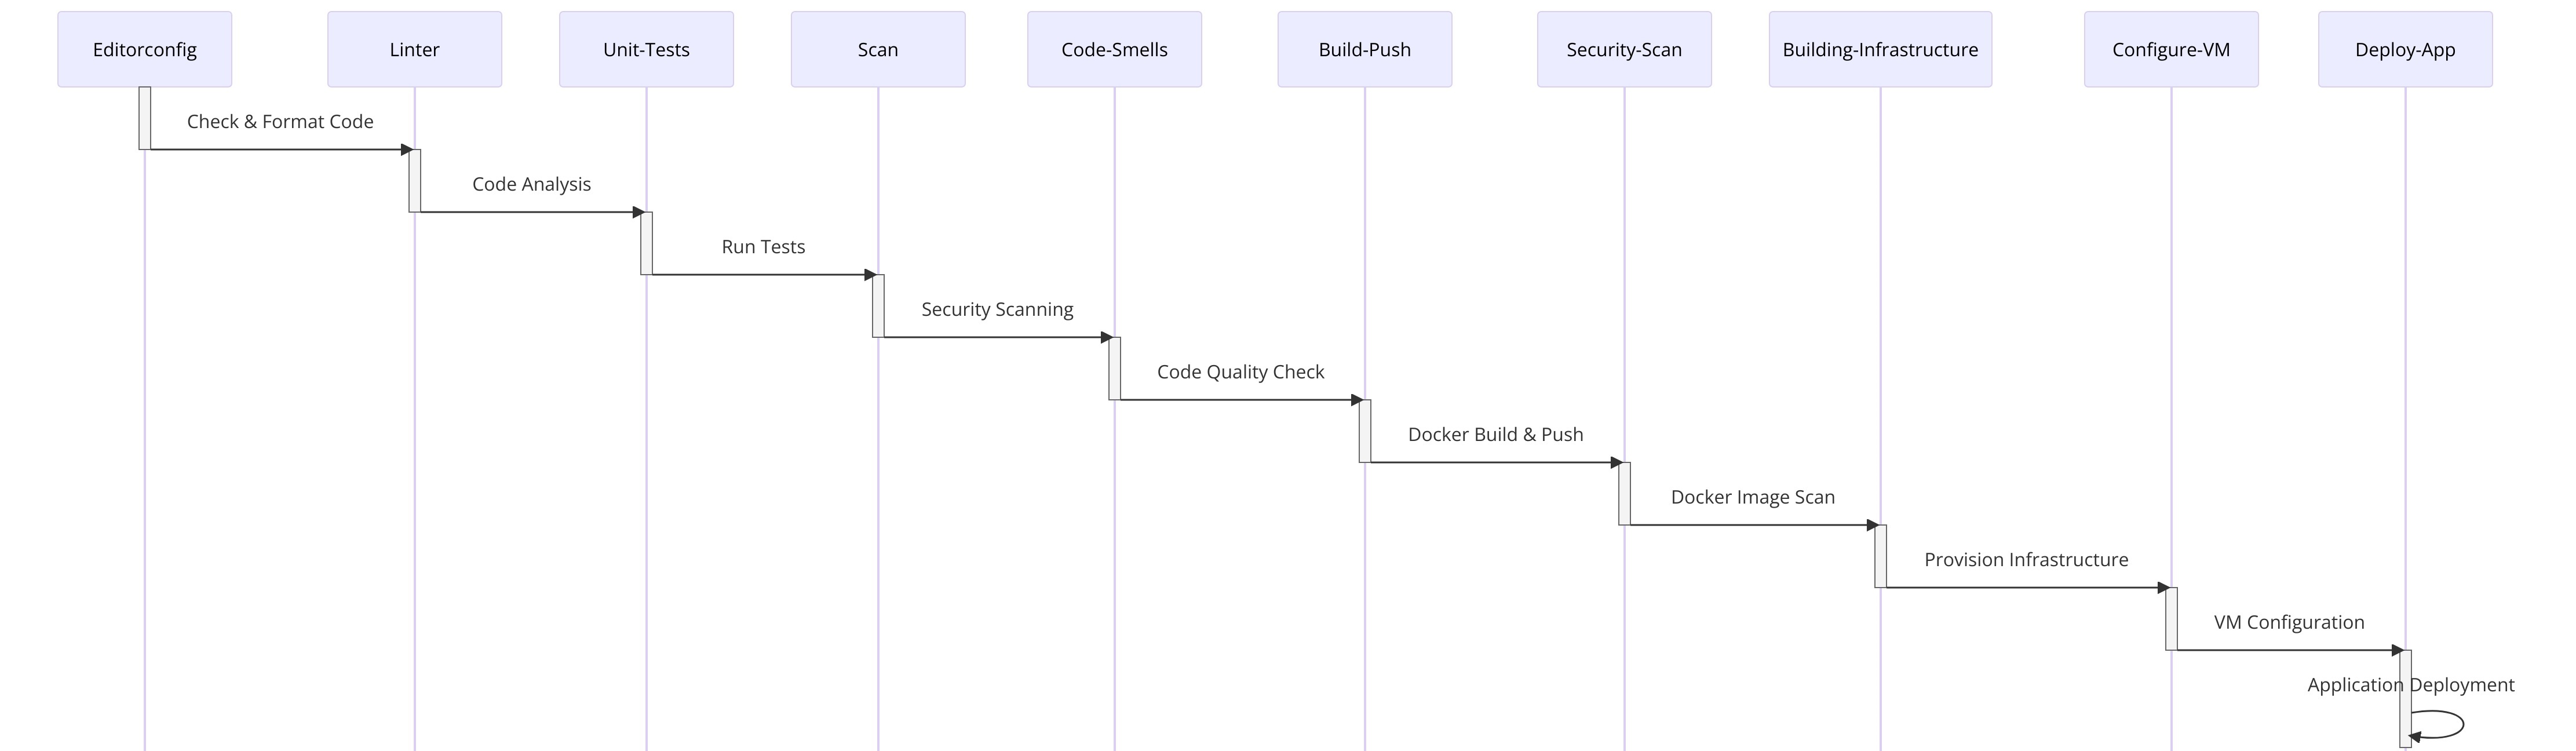 Editorconfig
Linter
Unit-Tests
Scan
Code-Smells
Build-Push
Security-Scan
Building-Infrastructure
Configure-VM
Deploy-App
Check & Format Code
Code Analysis
Run Tests
Security Scanning
Code Quality Check
Docker Build & Push
Docker Image Scan
Provision Infrastructure
VM Configuration
Application Deployment